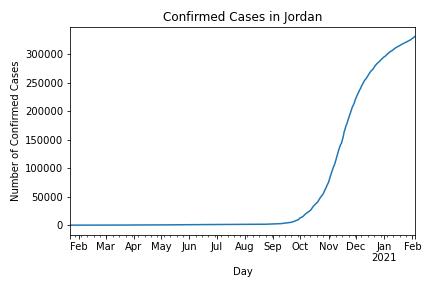 Confirmed Cases in Jordan
Number of Confirmed Cases
300000
250000
200000
150000
100000
50000
0
Feb Mar Apr May Jun Jul Aug Sep Oct Nov Dec Jan Feb
2021
Day